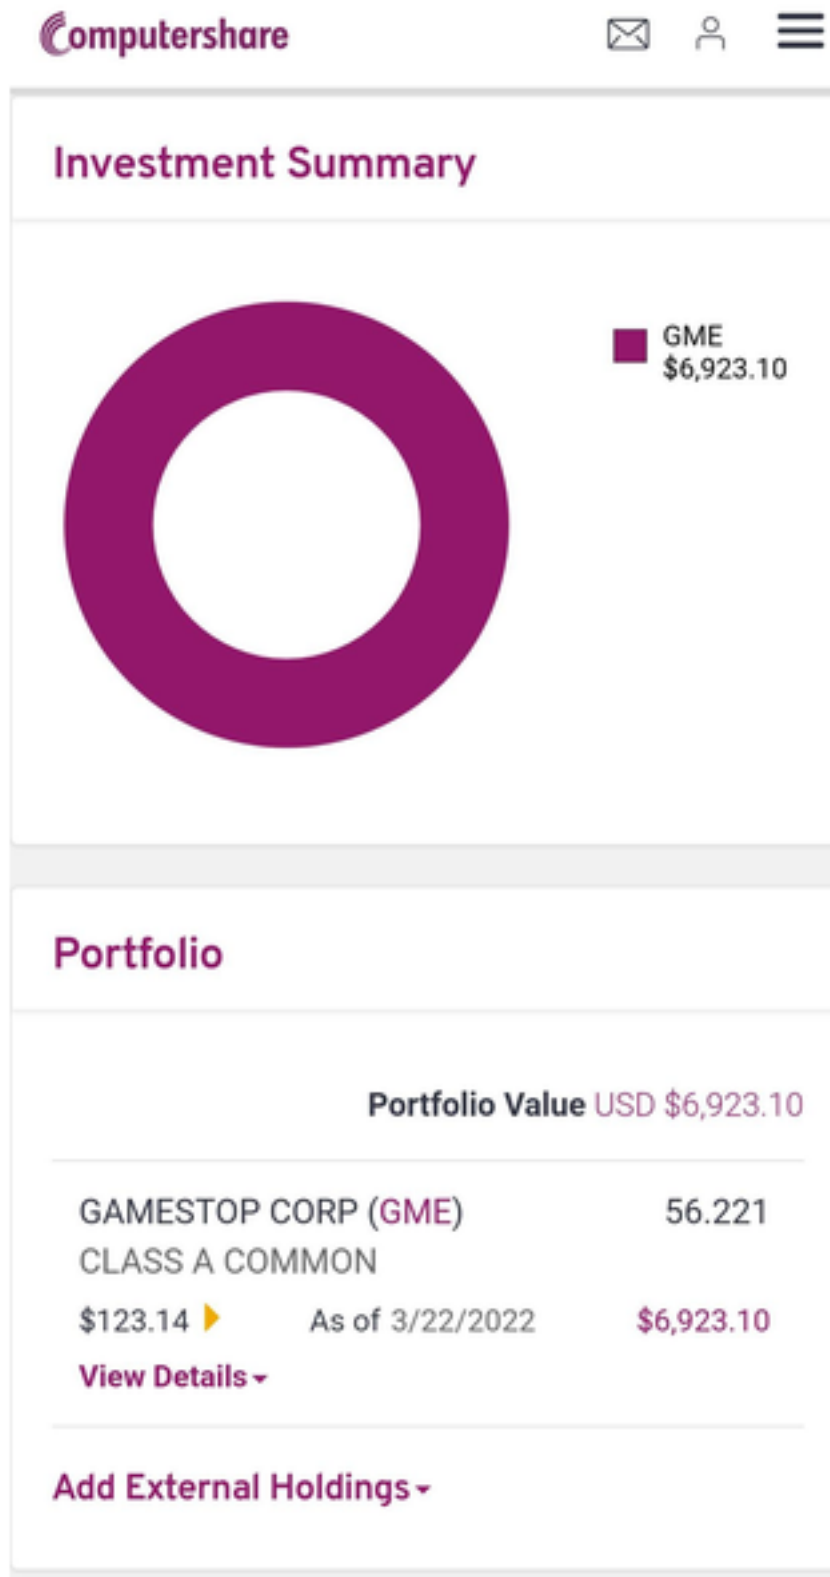 Computershare
Investment Summary
GME
$6,923.10
Portfolio
Portfolio Value USD $6,923.10
GAMESTOP CORP (GME) 56.221
CLASS A COMMON
$123.14 As of 3/22/2022 $6,923.10
View Details
Add External Holdings